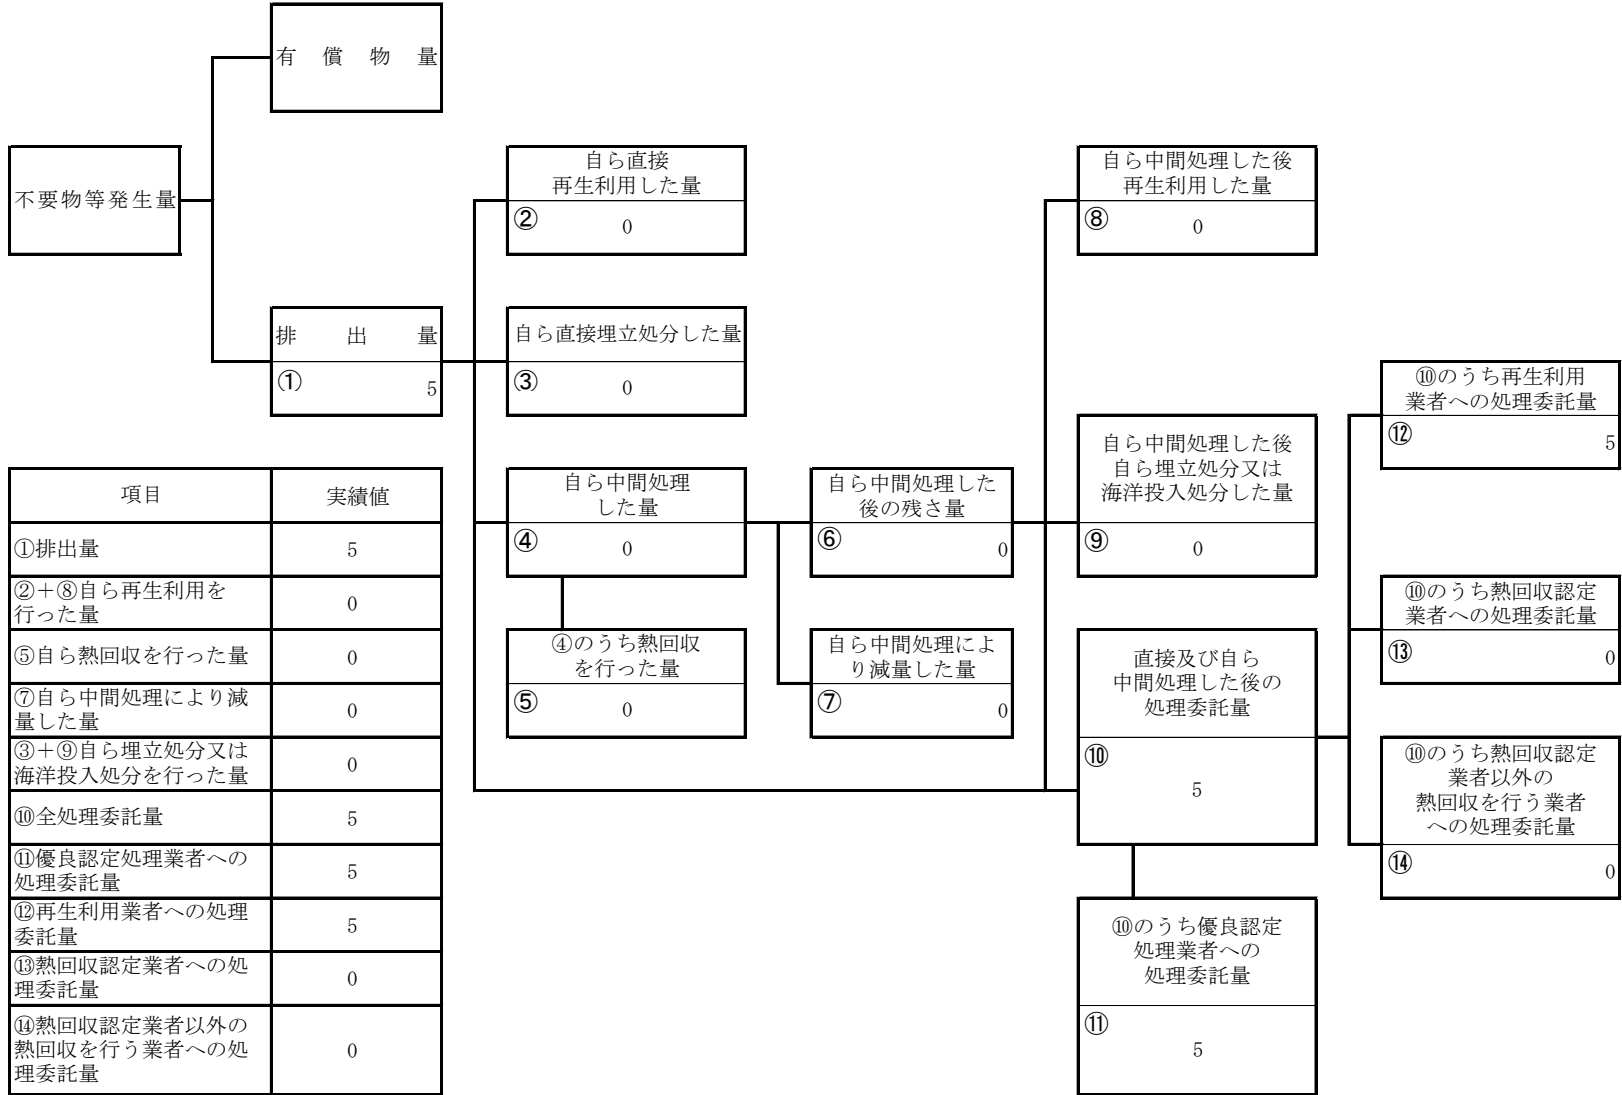 有償物量
不要物等発生量
自ら直接
再生利用した量
② 0
自ら中間処理した後
再生利用した量
⑧ 0
排出量
① 5
自ら直接埋立処分した量
③ 0
⑩のうち再生利用
業者への処理委託量
⑫ 5
自ら中間処理
した量
④ 0
自ら中間処理した
後の残さ量
⑥ 0
自ら中間処理した後
自ら埋立処分又は
海洋投入処分した量
⑨ 0
④のうち熱回収
を行った量
⑤ 0
自ら中間処理によ
り減量した量
⑦ 0
直接及び自ら
中間処理した後の
処理委託量
⑩
5
⑩のうち熱回収認定
業者への処理委託量
⑬ 0
⑩のうち熱回収認定
業者以外の
熱回収を行う業者
への処理委託量
⑭ 0
⑩のうち優良認定
処理業者への
処理委託量
⑪
5
項目 実績値
①排出量 5
②+⑧自ら再生利用を
行った量 0
⑤自ら熱回収を行った量 0
⑦自ら中間処理により減
量した量 0
③+⑨自ら埋立処分又は
海洋投入処分を行った量 0
⑩全処理委託量 5
⑪優良認定処理業者への
処理委託量 5
⑫再生利用業者への処理
委託量 5
⑬熱回収認定業者への処
理委託量 0
⑭熱回収認定業者以外の
熱回収を行う業者への処 0
理委託量